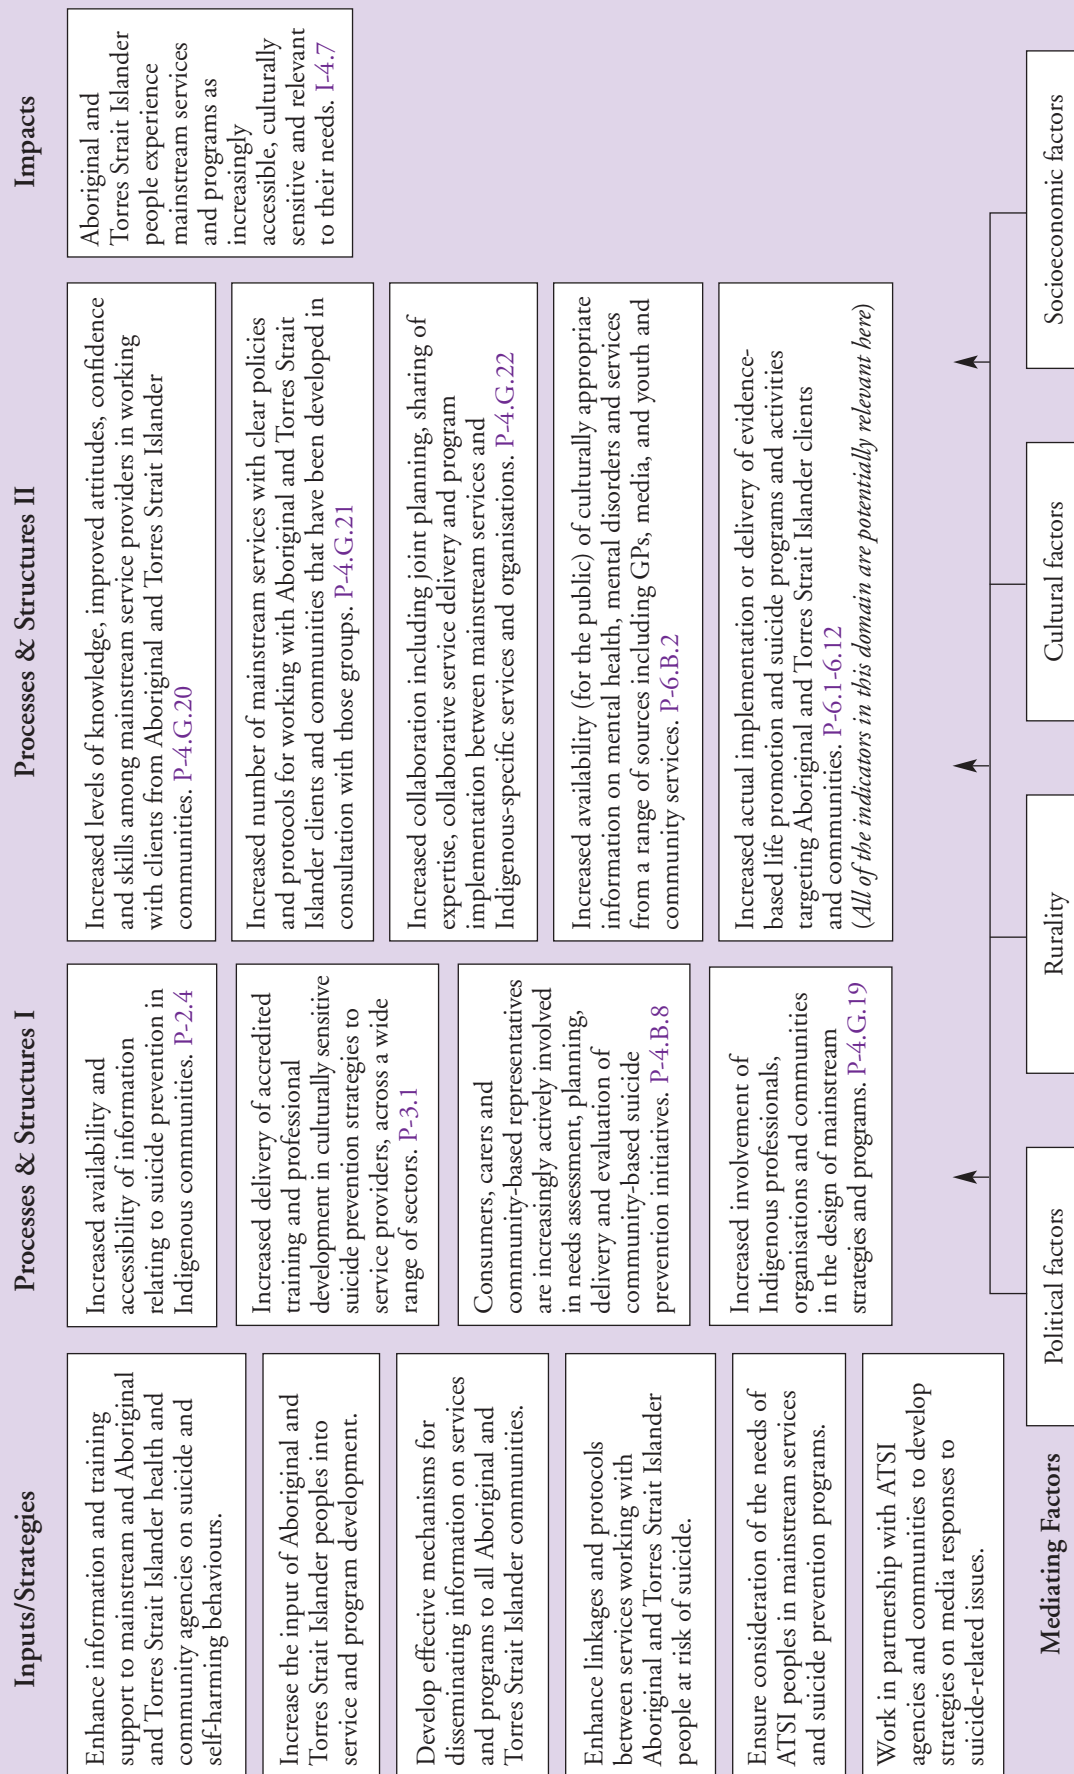 Inputs/Strategies
Enhance information and training
support to mainstream and Aboriginal
and Torres Strait Islander health and
community agencies on suicide and
self-harming behaviours.
Increase the input of Aboriginal and
Torres Strait Islander peoples into
service and program development.
Develop effective mechanisms for
disseminating information on services
and programs to all Aboriginal and
Torres Strait Islander communities.
Enhance linkages and protocols
between services working with
Aboriginal and Torres Strait Islander
people at risk of suicide.
Ensure consideration of the needs of
ATSI peoples in mainstream services
and suicide prevention programs.
Work in partnership with ATSI
agencies and communities to develop
strategies on media responses to
suicide-related issues.
Processes & Structures I
Increased availability and
accessibility of information
relating to suicide prevention in
Indigenous communities. P-2.4
Increased delivery of accredited
training and professional
development in culturally sensitive
suicide prevention strategies to
service providers, across a wide
range of sectors. P-3.1
Consumers, carers and
community-based representatives
are increasingly actively involved
in needs assessment, planning,
delivery and evaluation of
community-based suicide
prevention initiatives. P-4.B.8
Increased involvement of
Indigenous professionals,
organisations and communities
in the design of mainstream
strategies and programs. P-4.G.19
Processes & Structures II
Increased levels of knowledge, improved attitudes, confidence
and skills among mainstream service providers in working
with clients from Aboriginal and Torres Strait Islander
communities. P-4.G.20
Increased number of mainstream services with clear policies
and protocols for working with Aboriginal and Torres Strait
Islander clients and communities that have been developed in
consultation with those groups. P-4.G.21
Increased collaboration including joint planning, sharing of
expertise, collaborative service delivery and program
implementation between mainstream services and
Indigenous-specific services and organisations. P-4.G.22
Increased availability (for the public) of culturally appropriate
information on mental health, mental disorders and services
from a range of sources including GPs, media, and youth and
community services. P-6.B.2
Increased actual implementation or delivery of evidence-
based life promotion and suicide programs and activities
targeting Aboriginal and Torres Strait Islander clients
and communities. P-6.1-6.12
(All of the indicators in this domain are potentially relevant here)
Impacts
Aboriginal and
Torres Strait Islander
people experience
mainstream services
and programs as
increasingly
accessible, culturally
sensitive and relevant
to their needs. I-4.7
Mediating Factors
Political factors
Rurality
Cultural factors
Socioeconomic factors